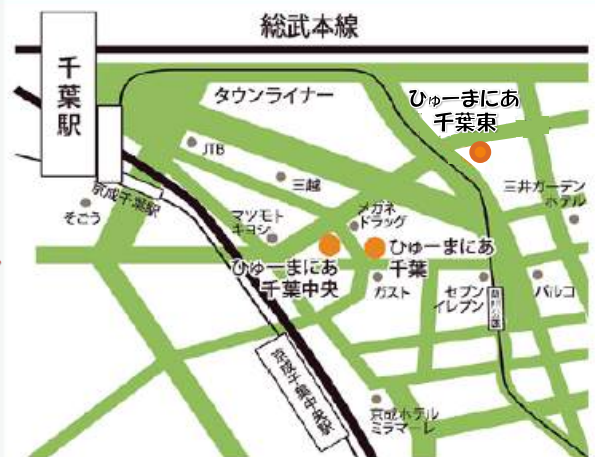 総武本線
千葉駅
タウンライナー
ひゅーまにあ
千葉東
JTB
三越
三井ガーデン
ホテル
京成千葉駅
そごう
マツモト
キヨシ
メガネ
ドラッグ
ひゅーまにあ
千葉中央
ひゅーまにあ
千葉
ガスト
セブン
イレブン
パルコ
京成千葉中央駅
京成ホテル
ミラマーレ